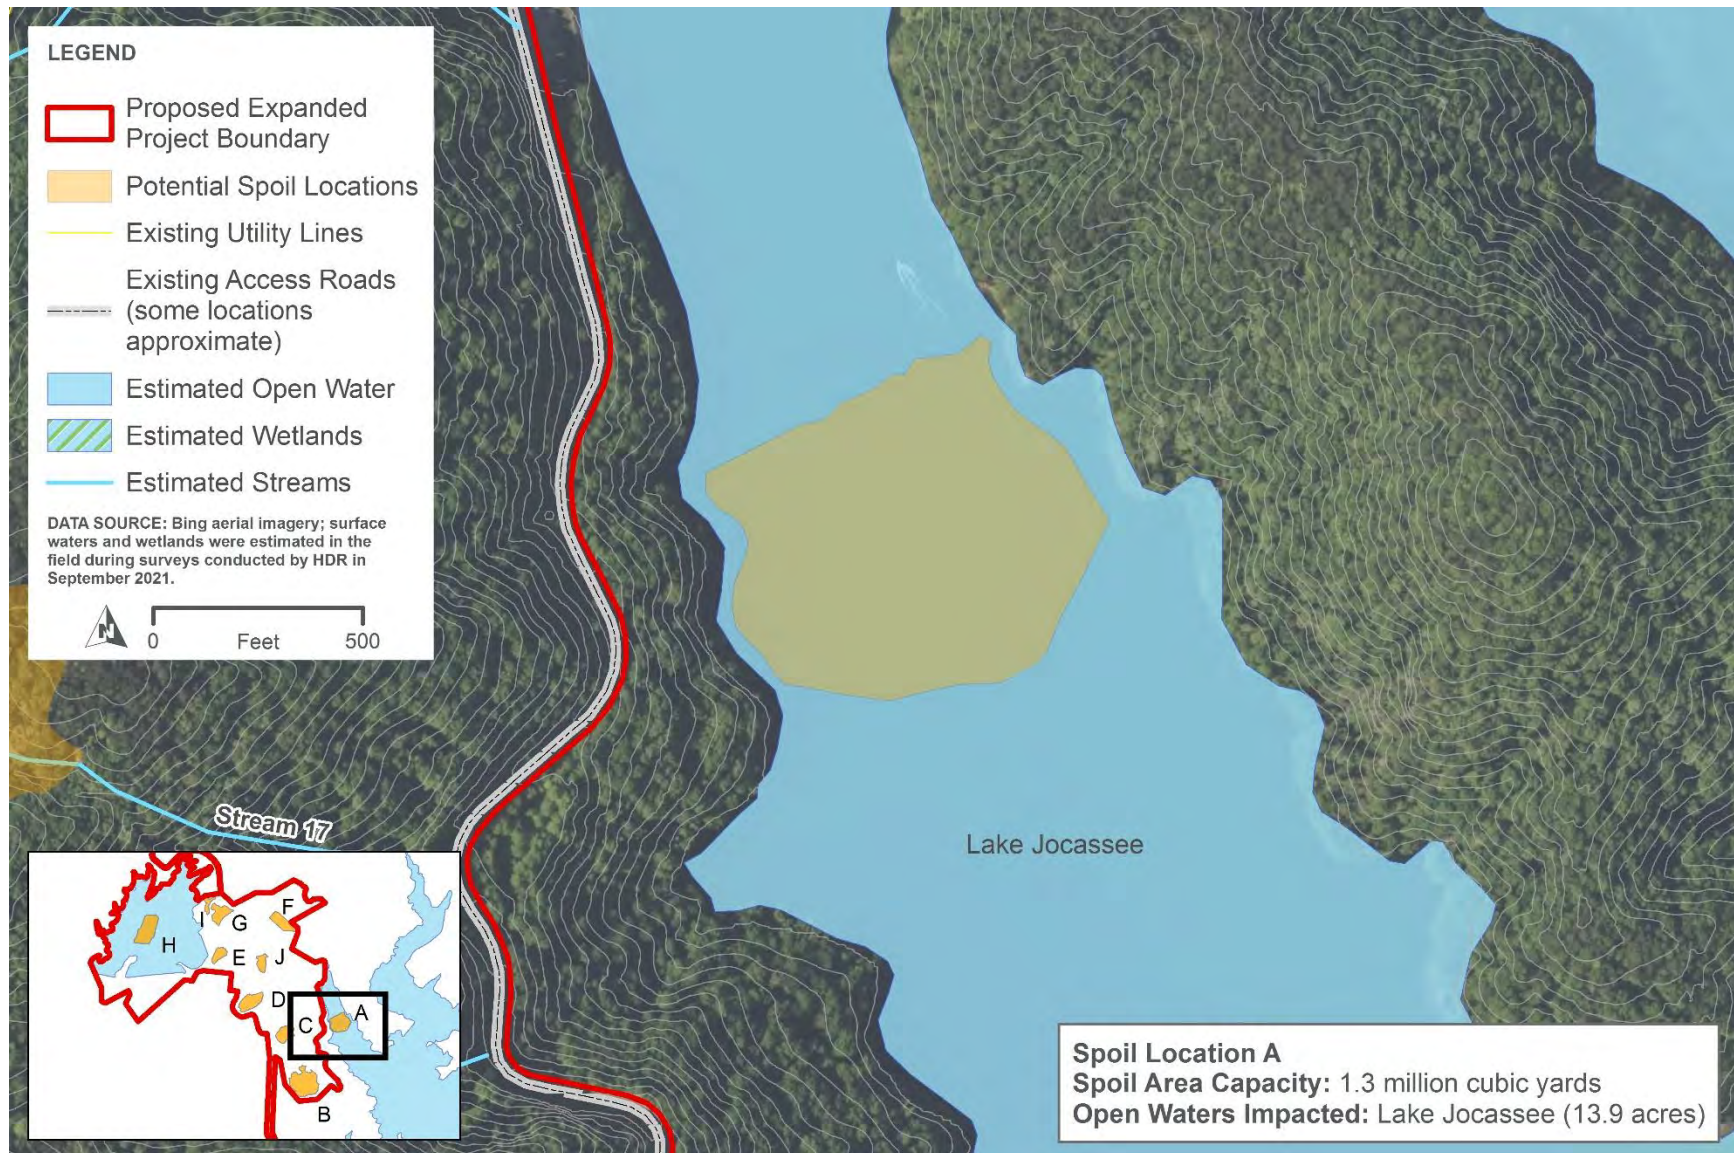 LEGEND
Proposed Expanded
Project Boundary
Potential Spoil Locations
Existing Utility Lines
Existing Access Roads
(some locations
approximate)
Estimated Open Water
Estimated Wetlands
Estimated Streams
DATA SOURCE: Bing aerial imagery; surface
waters and wetlands were estimated in the
field during surveys conducted by HDR in
September 2021.
N
0 Feet 500
Stream 17
Lake Jocassee
I
G
F
H
E
J
D
A
C
B
Spoil Location A
Spoil Area Capacity: 1.3 million cubic yards
Open Waters Impacted: Lake Jocassee (13.9 acres)